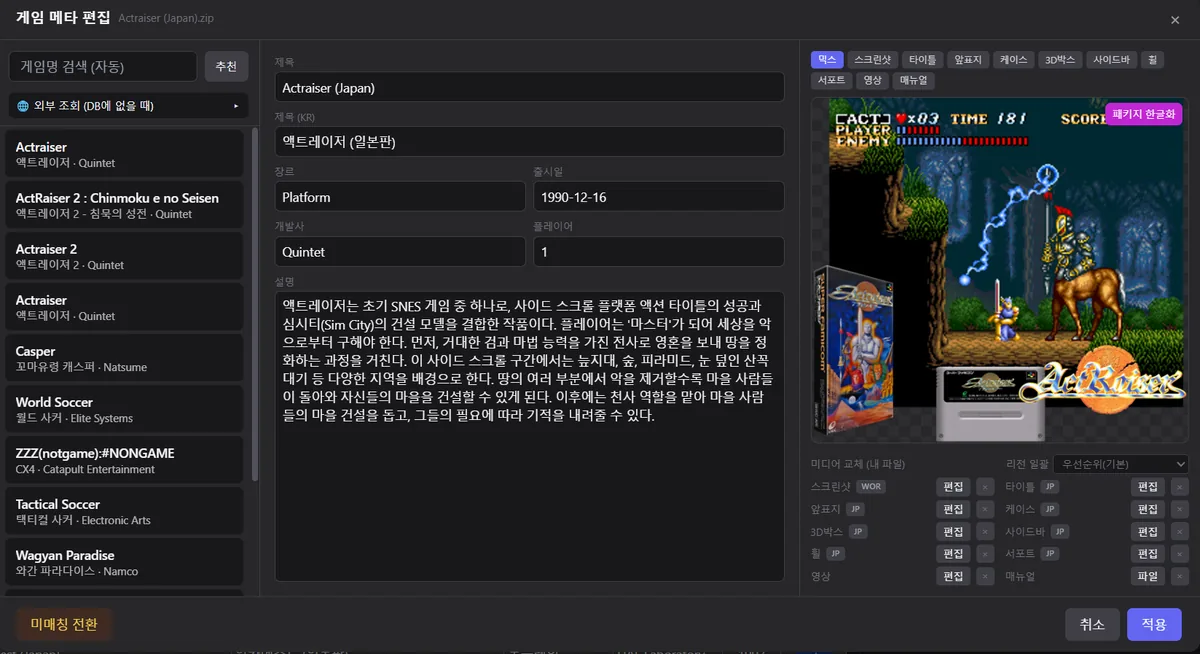 게임 메타 편집 Actraiser (Japan).zip ×
게임명 검색 (자동) 추천
외부 조회 (DB에 없을 때) ▸
Actraiser
액트레이저 · Quintet
ActRaiser 2 : Chinmoku e no Seisen
액트레이저 2 - 침묵의 성전 · Quintet
Actraiser 2
액트레이져 2 · Quintet
Actraiser
액트레이저 · Quintet
Casper
꼬마유령 캐스퍼 · Natsume
World Soccer
월드 사커 · Elite Systems
ZZZ(notgame):#NONGAME
CX4 · Catapult Entertainment
Tactical Soccer
택티컬 사커 · Electronic Arts
Wagyan Paradise
와간 파라다이스 · Namco
미매칭 전환
제목
Actraiser (Japan)
제목 (KR)
액트레이저 (일본판)
장르 출시일
Platform 1990-12-16
개발사 플레이어
Quintet 1
설명
액트레이저는 초기 SNES 게임 중 하나로, 사이드 스크롤 플랫폼 액션 타이틀의 성공과
심시티(Sim City)의 건설 모델을 결합한 작품이다. 플레이어는 '마스터'가 되어 세상을 악
으로부터 구해야 한다. 먼저, 거대한 검과 마법 능력을 가진 전사로 영혼을 보내 땅을 정
화하는 과정을 거친다. 이 사이드 스크롤 구간에서는 늪지대, 숲, 피라미드, 눈 덮인 산꼭
대기 등 다양한 지역을 배경으로 한다. 땅의 여러 부분에서 악을 제거할수록 마을 사람들
이 돌아와 자신들의 마을을 건설할 수 있게 된다. 이후에는 천사 역할을 맡아 마을 사람
들의 마을 건설을 돕고, 그들의 필요에 따라 기적을 내려줄 수 있다.
믹스 스크린샷 타이틀 앞표지 케이스 3D박스 사이드바 휠
서포트 영상 매뉴얼
패키지 한글화
[ACT] ×03 TIME 181 SCORE
PLAYER
ENEMY
SUPER FAMICOM
ActRaiser
미디어 교체 (내 파일) 리전 일괄 우선순위(기본)
스크린샷 WOR 편집 × 타이틀 JP 편집 ×
앞표지 JP 편집 × 케이스 JP 편집 ×
3D박스 JP 편집 × 사이드바 JP 편집 ×
휠 JP 편집 × 서포트 JP 편집 ×
영상 편집 × 매뉴얼 파일 ×
취소 적용